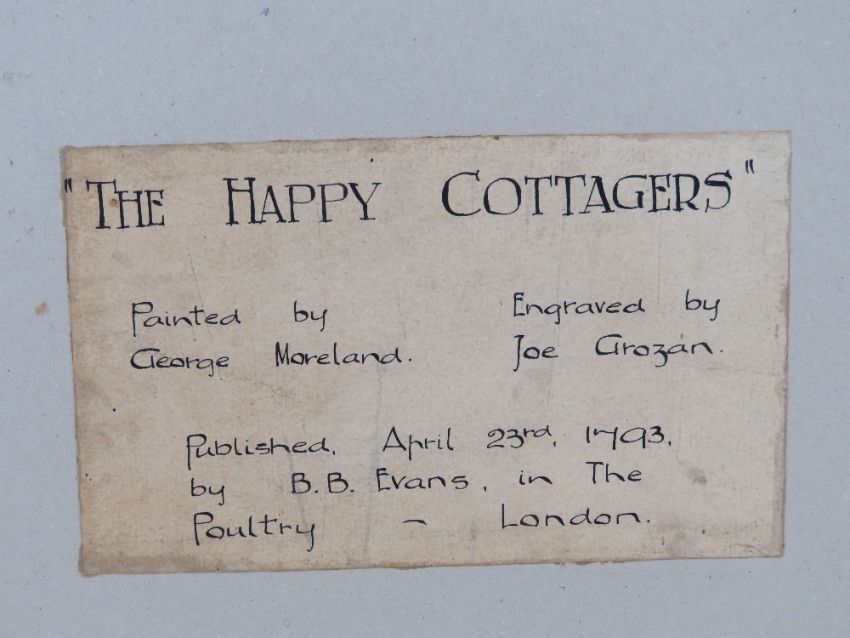 "THE HAPPY COTTAGERS"
Painted by Engraved by
George Moreland. Joe Grozan.
Published, April 23rd, 1793,
by B.B. Evans, in The
Poultry - London.